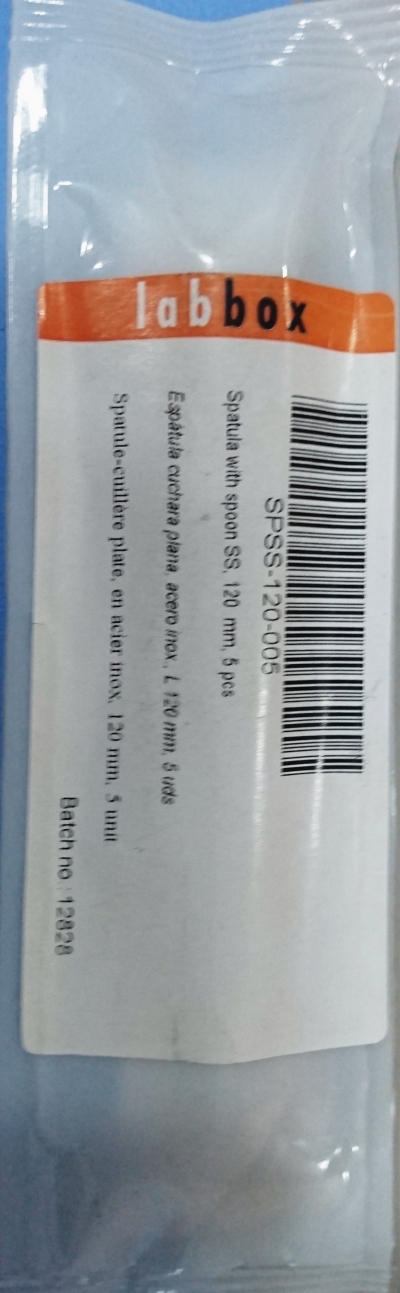 labbox
SPSS-120-005
Spatula with spoon SS, 120 mm, 5 pcs
Espátula cuchara plana, acero inox., L 120 mm, 5 uds
Spatule-cuillère plate, en acier inox, 120 mm, 5 unit
Batch no.: 12828